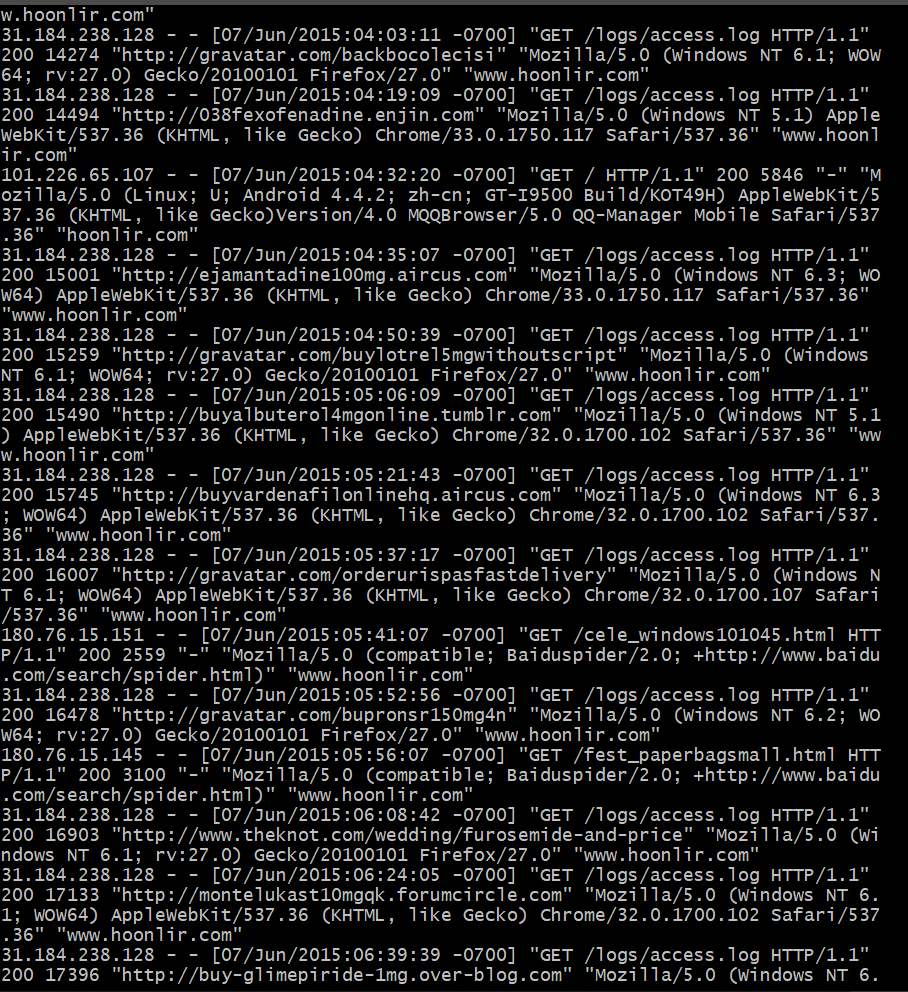 w.hoonlir.com"
31.184.238.128 - - [07/Jun/2015:04:03:11 -0700] "GET /logs/access.log HTTP/1.1"
200 14274 "http://gravatar.com/backbocolecisi" "Mozilla/5.0 (Windows NT 6.1; WOW
64; rv:27.0) Gecko/20100101 Firefox/27.0" "www.hoonlir.com"
31.184.238.128 - - [07/Jun/2015:04:19:09 -0700] "GET /logs/access.log HTTP/1.1"
200 14494 "http://038fexofenadine.enjin.com" "Mozilla/5.0 (Windows NT 5.1) Apple
WebKit/537.36 (KHTML, like Gecko) Chrome/33.0.1750.117 Safari/537.36" "www.hoonl
ir.com"
101.226.65.107 - - [07/Jun/2015:04:32:20 -0700] "GET / HTTP/1.1" 200 5846 "-" "M
ozilla/5.0 (Linux; U; Android 4.4.2; zh-cn; GT-I9500 Build/KOT49H) AppleWebKit/5
37.36 (KHTML, like Gecko)Version/4.0 MQQBrowser/5.0 QQ-Manager Mobile Safari/537
.36" "hoonlir.com"
31.184.238.128 - - [07/Jun/2015:04:35:07 -0700] "GET /logs/access.log HTTP/1.1"
200 15001 "http://ejamantadine100mg.aircus.com" "Mozilla/5.0 (Windows NT 6.3; WO
W64) AppleWebKit/537.36 (KHTML, like Gecko) Chrome/33.0.1750.117 Safari/537.36"
"www.hoonlir.com"
31.184.238.128 - - [07/Jun/2015:04:50:39 -0700] "GET /logs/access.log HTTP/1.1"
200 15259 "http://gravatar.com/buylotrel5mgwithoutscript" "Mozilla/5.0 (Windows
NT 6.1; WOW64; rv:27.0) Gecko/20100101 Firefox/27.0" "www.hoonlir.com"
31.184.238.128 - - [07/Jun/2015:05:06:09 -0700] "GET /logs/access.log HTTP/1.1"
200 15490 "http://buyalbuterol4mgonline.tumblr.com" "Mozilla/5.0 (Windows NT 5.1
) AppleWebKit/537.36 (KHTML, like Gecko) Chrome/32.0.1700.102 Safari/537.36" "ww
w.hoonlir.com"
31.184.238.128 - - [07/Jun/2015:05:21:43 -0700] "GET /logs/access.log HTTP/1.1"
200 15745 "http://buyvardenafilonlinehq.aircus.com" "Mozilla/5.0 (Windows NT 6.3
; WOW64) AppleWebKit/537.36 (KHTML, like Gecko) Chrome/32.0.1700.102 Safari/537.
36" "www.hoonlir.com"
31.184.238.128 - - [07/Jun/2015:05:37:17 -0700] "GET /logs/access.log HTTP/1.1"
200 16007 "http://gravatar.com/orderurispasfastdelivery" "Mozilla/5.0 (Windows N
T 6.1; WOW64) AppleWebKit/537.36 (KHTML, like Gecko) Chrome/32.0.1700.107 Safari
/537.36" "www.hoonlir.com"
180.76.15.151 - - [07/Jun/2015:05:41:07 -0700] "GET /cele_windows101045.html HTT
P/1.1" 200 2559 "-" "Mozilla/5.0 (compatible; Baiduspider/2.0; +http://www.baidu
.com/search/spider.html)" "www.hoonlir.com"
31.184.238.128 - - [07/Jun/2015:05:52:56 -0700] "GET /logs/access.log HTTP/1.1"
200 16478 "http://gravatar.com/bupronsr150mg4n" "Mozilla/5.0 (Windows NT 6.2; WO
W64; rv:27.0) Gecko/20100101 Firefox/27.0" "www.hoonlir.com"
180.76.15.145 - - [07/Jun/2015:05:56:07 -0700] "GET /fest_paperbagsmall.html HTT
P/1.1" 200 3100 "-" "Mozilla/5.0 (compatible; Baiduspider/2.0; +http://www.baidu
.com/search/spider.html)" "www.hoonlir.com"
31.184.238.128 - - [07/Jun/2015:06:08:42 -0700] "GET /logs/access.log HTTP/1.1"
200 16903 "http://www.theknot.com/wedding/furosemide-and-price" "Mozilla/5.0 (Wi
ndows NT 6.1; rv:27.0) Gecko/20100101 Firefox/27.0" "www.hoonlir.com"
31.184.238.128 - - [07/Jun/2015:06:24:05 -0700] "GET /logs/access.log HTTP/1.1"
200 17133 "http://montelukast10mgqk.forumcircle.com" "Mozilla/5.0 (Windows NT 6.
1; WOW64) AppleWebKit/537.36 (KHTML, like Gecko) Chrome/32.0.1700.102 Safari/537
.36" "www.hoonlir.com"
31.184.238.128 - - [07/Jun/2015:06:39:39 -0700] "GET /logs/access.log HTTP/1.1"
200 17396 "http://buy-glimepiride-1mg.over-blog.com" "Mozilla/5.0 (Windows NT 6.